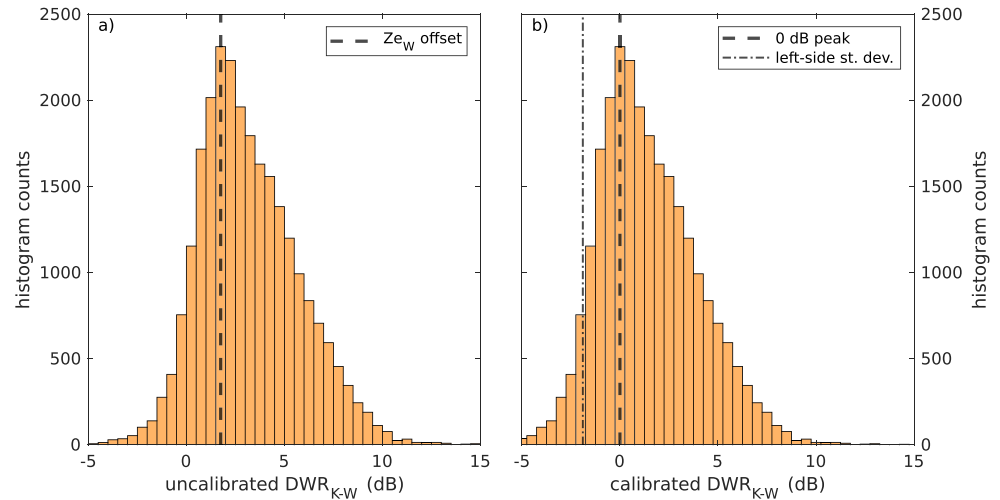 a)
Ze_W offset
2500
2000
1500
1000
500
0
histogram counts
-5 0 5 10 15
uncalibrated DWR_K-W (dB)
b)
0 dB peak
left-side st. dev.
2500
2000
1500
1000
500
0
histogram counts
-5 0 5 10 15
calibrated DWR_K-W (dB)